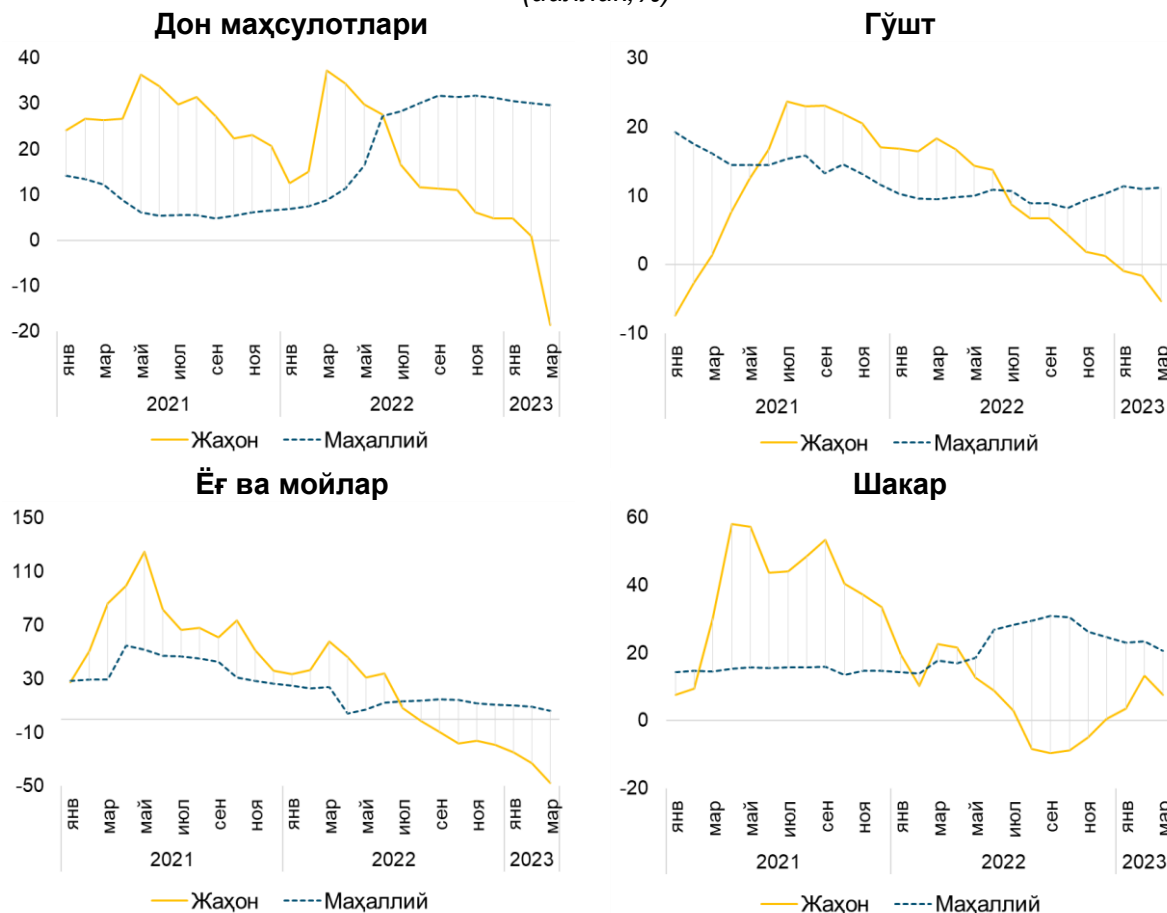 Дон маҳсулотлари
40
30
20
10
0
-10
-20
янв мар май июл сен ноя янв мар май июл сен ноя янв мар
2021 2022 2023
Жаҳон Маҳаллий
Гўшт
30
20
10
0
-10
янв мар май июл сен ноя янв мар май июл сен ноя янв мар
2021 2022 2023
Жаҳон Маҳаллий
Ёғ ва мойлар
150
110
70
30
-10
-50
янв мар май июл сен ноя янв мар май июл сен ноя янв мар
2021 2022 2023
Жаҳон Маҳаллий
Шакар
60
40
20
0
-20
янв мар май июл сен ноя янв мар май июл сен ноя янв мар
2021 2022 2023
Жаҳон Маҳаллий